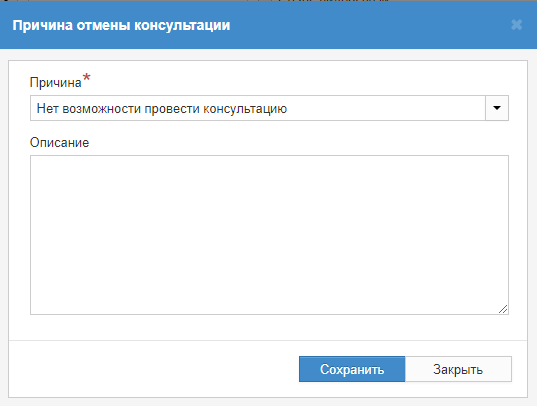 Причина отмены консультации
Причина*
Нет возможности провести консультацию
Описание
Сохранить Закрыть